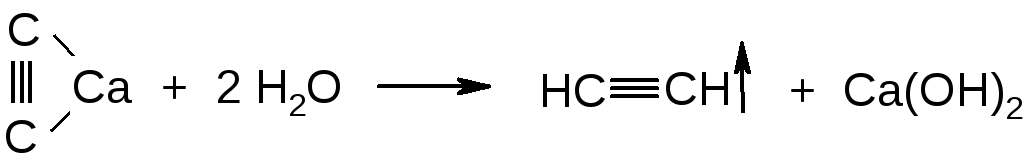 C
Ca + 2 H₂O ⟶ HC≡CH↑ + Ca(OH)₂
C